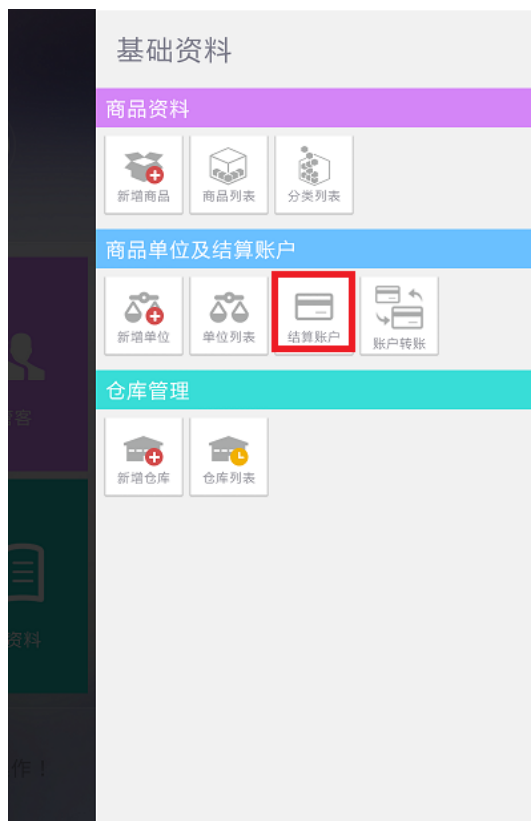 基础资料
商品资料
新增商品
商品列表
分类列表
商品单位及结算账户
新增单位
单位列表
结算账户
账户转账
仓库管理
新增仓库
仓库列表
客
资料
作！